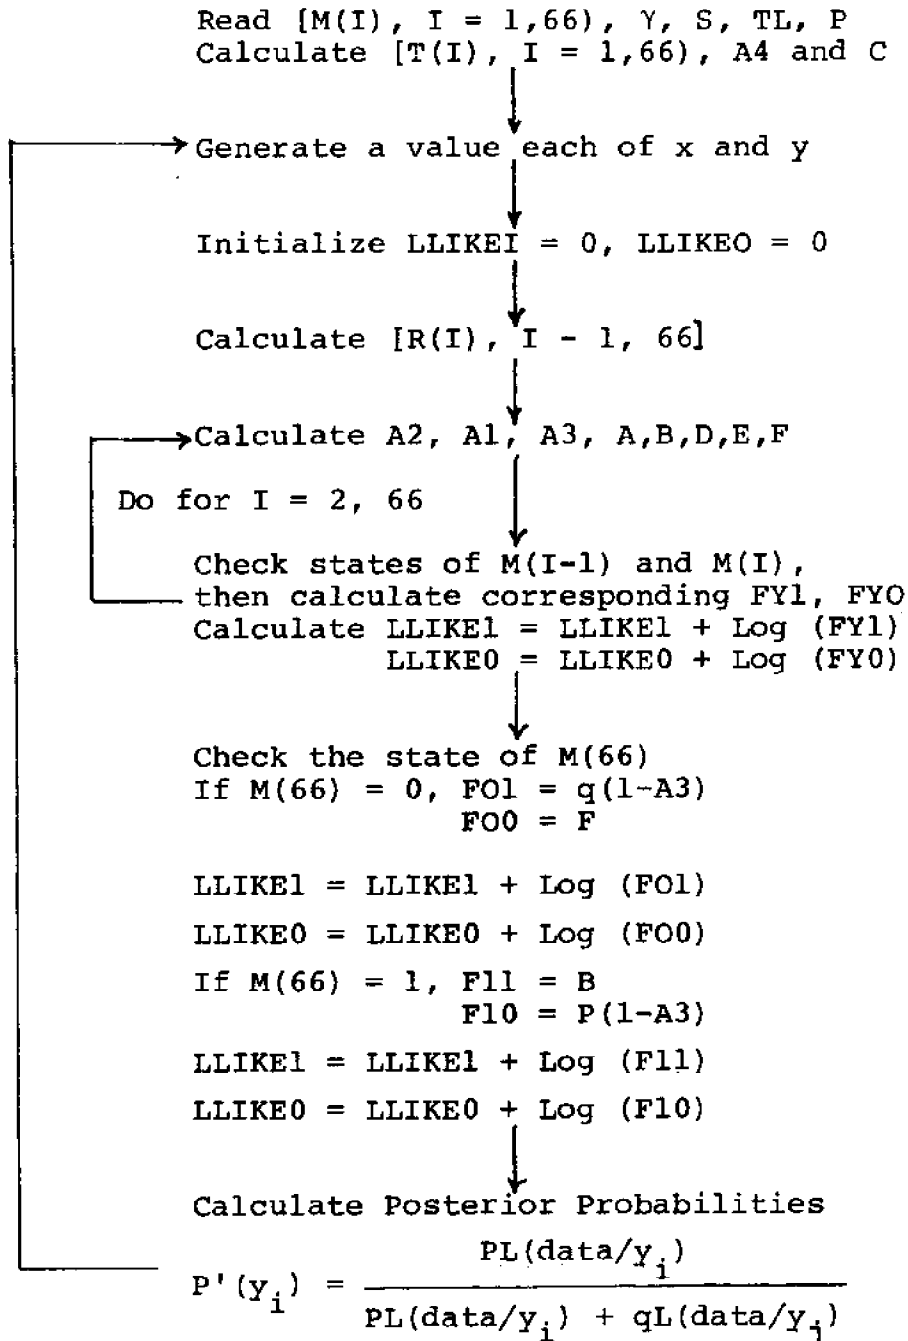 Read [M(I), I = 1,66), Y, S, TL, P
Calculate [T(I), I = 1,66), A4 and C
Generate a value each of x and y
Initialize LLIKEI = 0, LLIKEO = 0
Calculate [R(I), I - 1, 66]
Calculate A2, A1, A3, A,B,D,E,F
Do for I = 2, 66
Check states of M(I-1) and M(I),
then calculate corresponding FY1, FYO
Calculate LLIKE1 = LLIKE1 + Log (FY1)
LLIKE0 = LLIKE0 + Log (FY0)
Check the state of M(66)
If M(66) = 0, FO1 = q(1-A3)
FO0 = F
LLIKE1 = LLIKE1 + Log (FO1)
LLIKE0 = LLIKE0 + Log (FO0)
If M(66) = 1, F11 = B
F10 = P(1-A3)
LLIKE1 = LLIKE1 + Log (F11)
LLIKE0 = LLIKE0 + Log (F10)
Calculate Posterior Probabilities
P'(y_i) = PL(data/y_i) / PL(data/y_i) + qL(data/y_i)